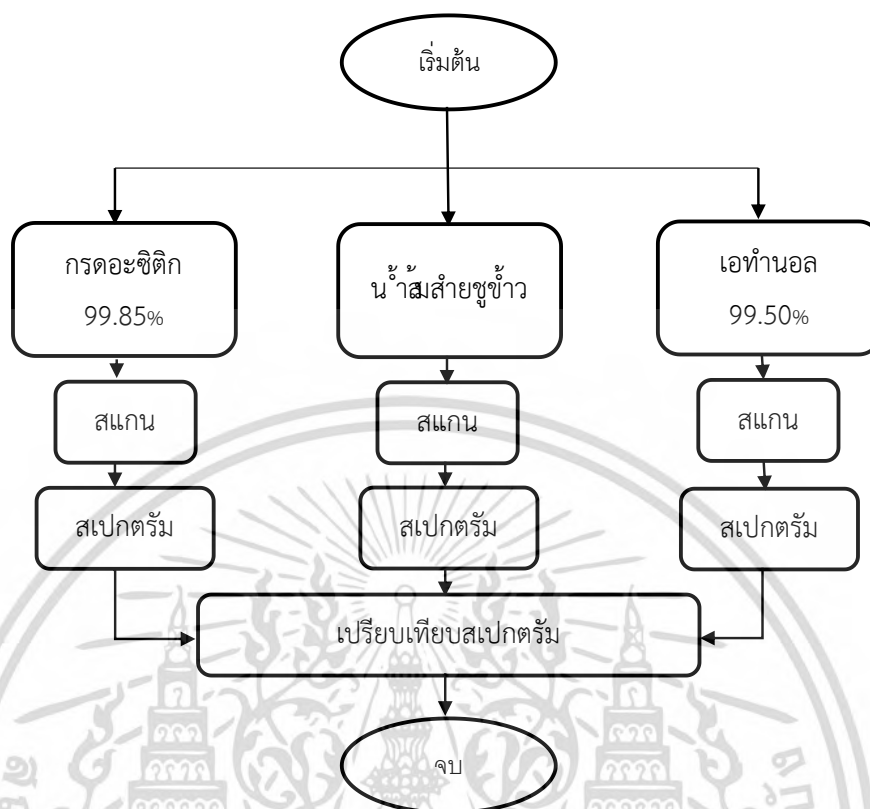 เริ่มต้น
กรดอะซิติก
99.85%
น้ำส้มสายชูข้าว
เอทำนอล
99.50%
สแกน
สแกน
สแกน
สเปกตรัม
สเปกตรัม
สเปกตรัม
เปรียบเทียบสเปกตรัม
จบ